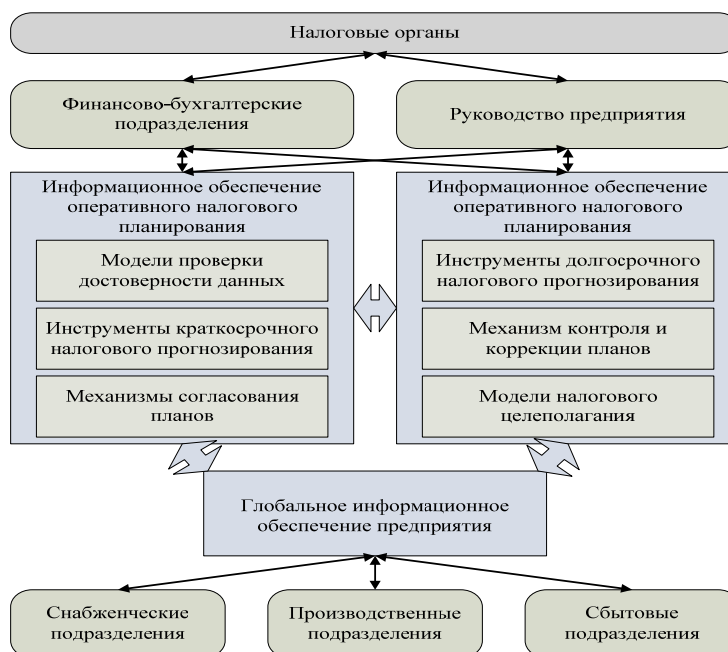 Налоговые органы
Финансово-бухгалтерские
подразделения
Руководство предприятия
Информационное обеспечение
оперативного налогового
планирования
Модели проверки
достоверности данных
Инструменты краткосрочного
налогового прогнозирования
Механизмы согласования
планов
Информационное обеспечение
оперативного налогового
планирования
Инструменты долгосрочного
налогового прогнозирования
Механизм контроля и
коррекции планов
Модели налогового
целеполагания
Глобальное информационное
обеспечение предприятия
Снабженческие
подразделения
Производственные
подразделения
Сбытовые
подразделения